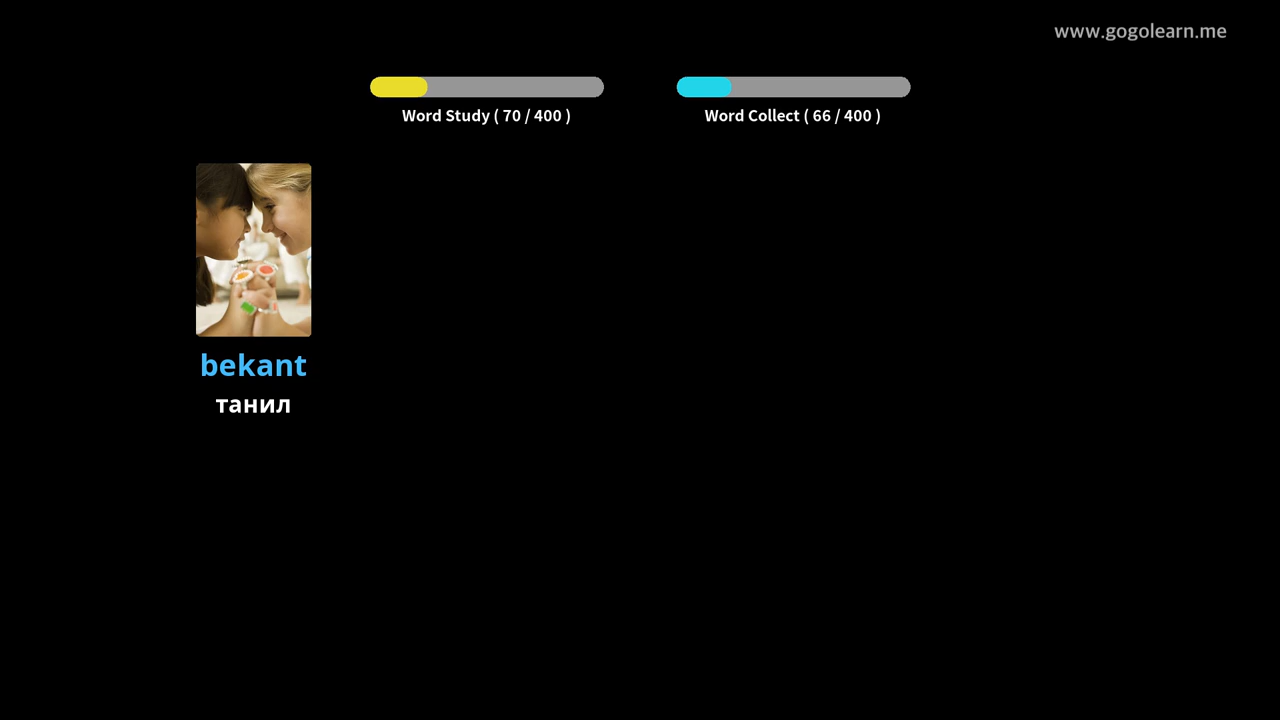 www.gogolearn.me
Word Study ( 70 / 400 )
Word Collect ( 66 / 400 )
bekant
танил